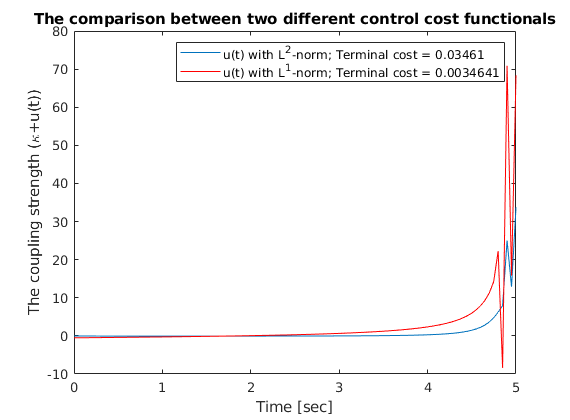 The comparison between two different control cost functionals
u(t) with L²-norm; Terminal cost = 0.03461
u(t) with L¹-norm; Terminal cost = 0.0034641
The coupling strength (κ+u(t))
80
70
60
50
40
30
20
10
0
-10
0 1 2 3 4 5
Time [sec]